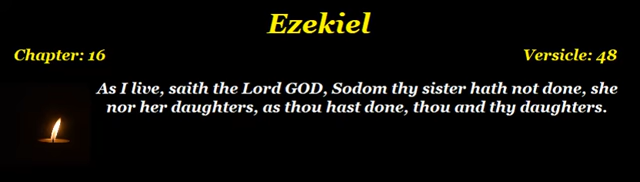 Ezekiel
Chapter: 16
Versicle: 48
As I live, saith the Lord GOD, Sodom thy sister hath not done, she
nor her daughters, as thou hast done, thou and thy daughters.